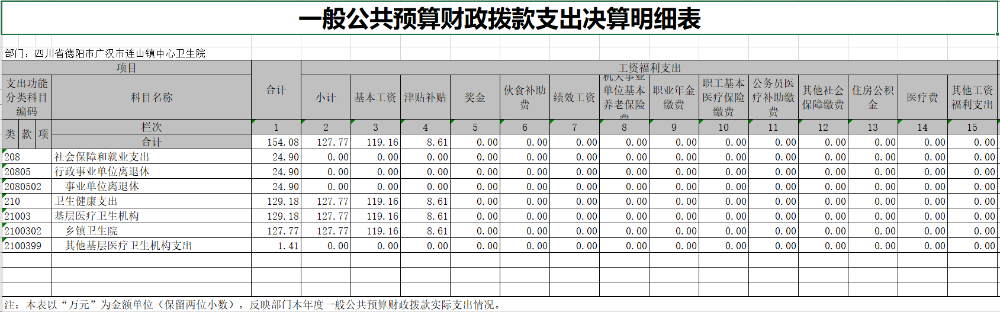 一般公共预算财政拨款支出决算明细表
部门：四川省德阳市广汉市连山镇中心卫生院
项目 合计 工资福利支出
支出功能分类科目编码 科目名称 小计 基本工资 津贴补贴 奖金 伙食补助费 绩效工资 机关事业单位基本养老保险费 职业年金缴费 职工基本医疗保险缴费 公务员医疗补助缴费 其他社会保障缴费 住房公积金 医疗费 其他工资福利支出
类 款 项 栏次 1 2 3 4 5 6 7 8 9 10 11 12 13 14 15
合计 154.08 127.77 119.16 8.61 0.00 0.00 0.00 0.00 0.00 0.00 0.00 0.00 0.00 0.00 0.00
208 社会保障和就业支出 24.90 0.00 0.00 0.00 0.00 0.00 0.00 0.00 0.00 0.00 0.00 0.00 0.00 0.00 0.00
20805 行政事业单位离退休 24.90 0.00 0.00 0.00 0.00 0.00 0.00 0.00 0.00 0.00 0.00 0.00 0.00 0.00 0.00
2080502 事业单位离退休 24.90 0.00 0.00 0.00 0.00 0.00 0.00 0.00 0.00 0.00 0.00 0.00 0.00 0.00 0.00
210 卫生健康支出 129.18 127.77 119.16 8.61 0.00 0.00 0.00 0.00 0.00 0.00 0.00 0.00 0.00 0.00 0.00
21003 基层医疗卫生机构 129.18 127.77 119.16 8.61 0.00 0.00 0.00 0.00 0.00 0.00 0.00 0.00 0.00 0.00 0.00
2100302 乡镇卫生院 127.77 127.77 119.16 8.61 0.00 0.00 0.00 0.00 0.00 0.00 0.00 0.00 0.00 0.00 0.00
2100399 其他基层医疗卫生机构支出 1.41 0.00 0.00 0.00 0.00 0.00 0.00 0.00 0.00 0.00 0.00 0.00 0.00 0.00 0.00
注：本表以“万元”为金额单位（保留两位小数），反映部门本年度一般公共预算财政拨款实际支出情况。